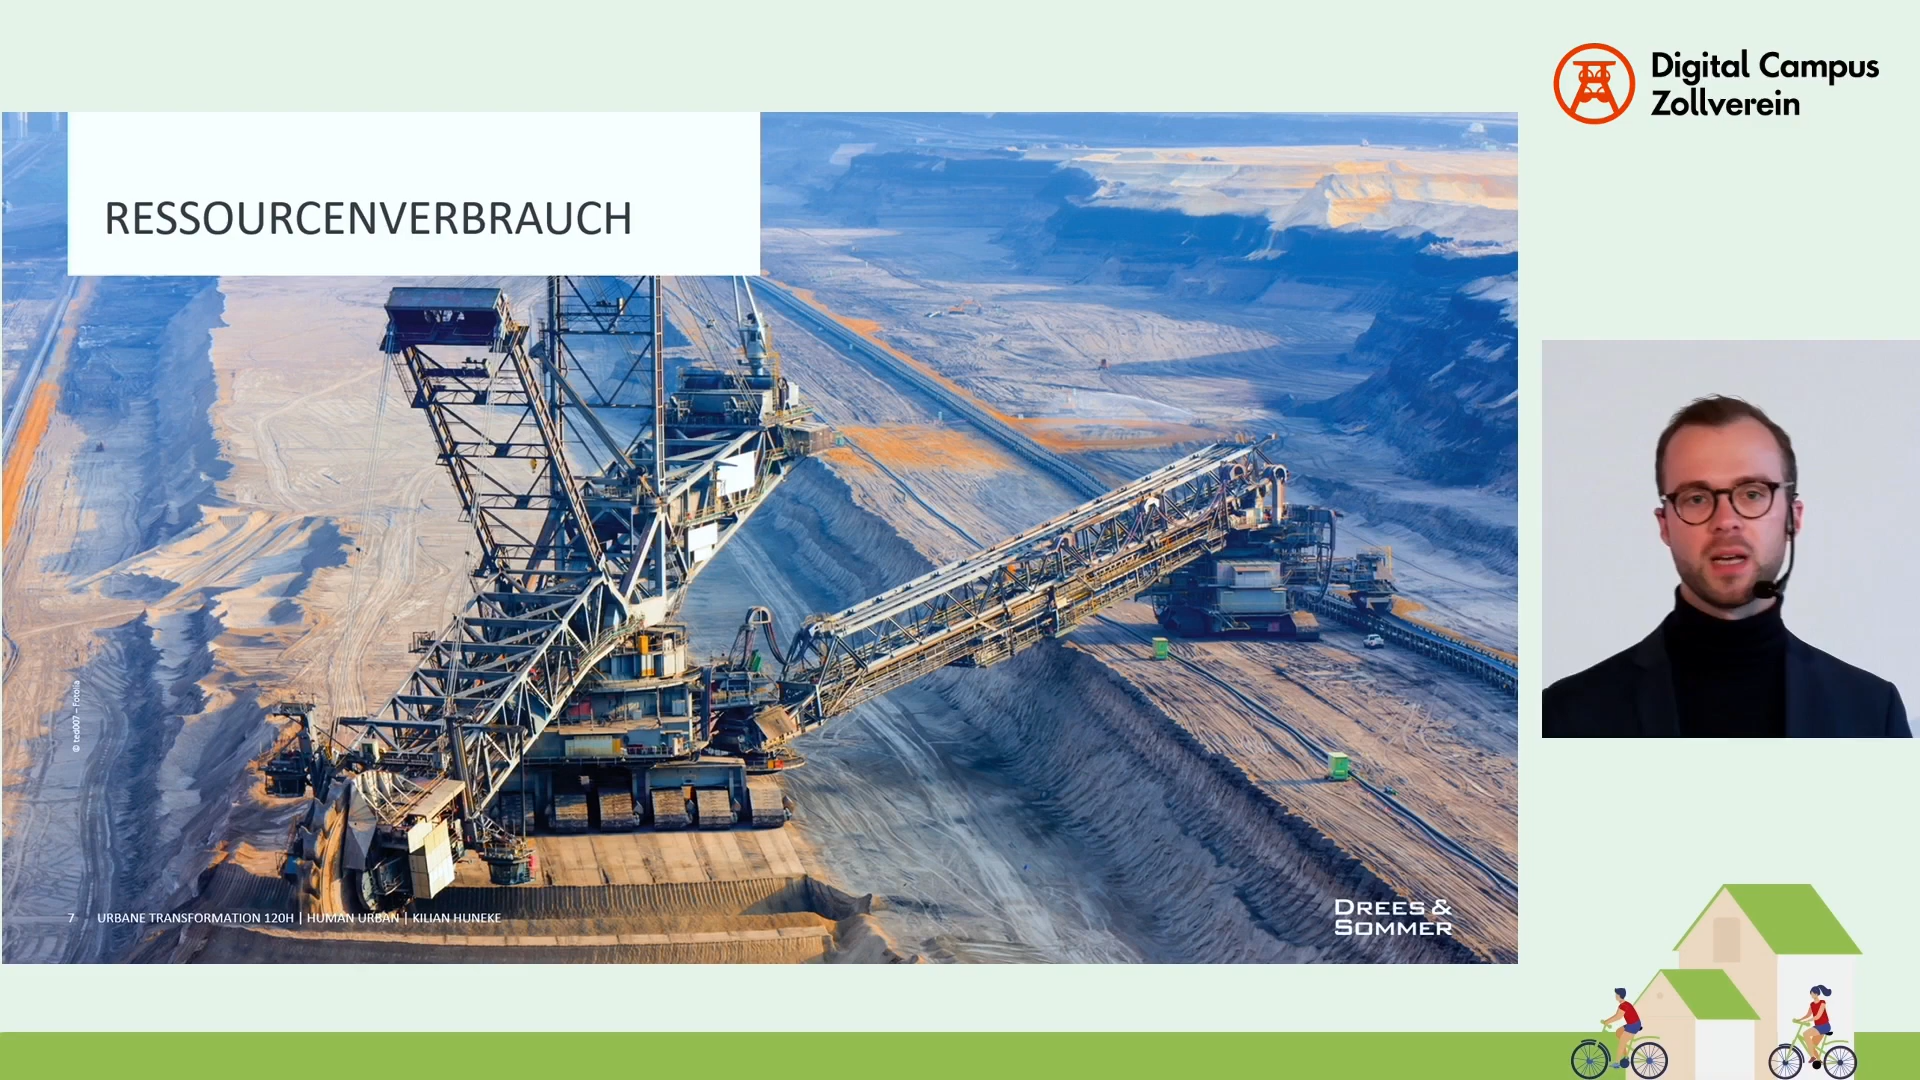 Digital Campus
Zollverein
RESSOURCENVERBRAUCH
© ted007 – Fotolia
7 URBANE TRANSFORMATION 120H | HUMAN URBAN | KILIAN HUNEKE
DREES &
SOMMER